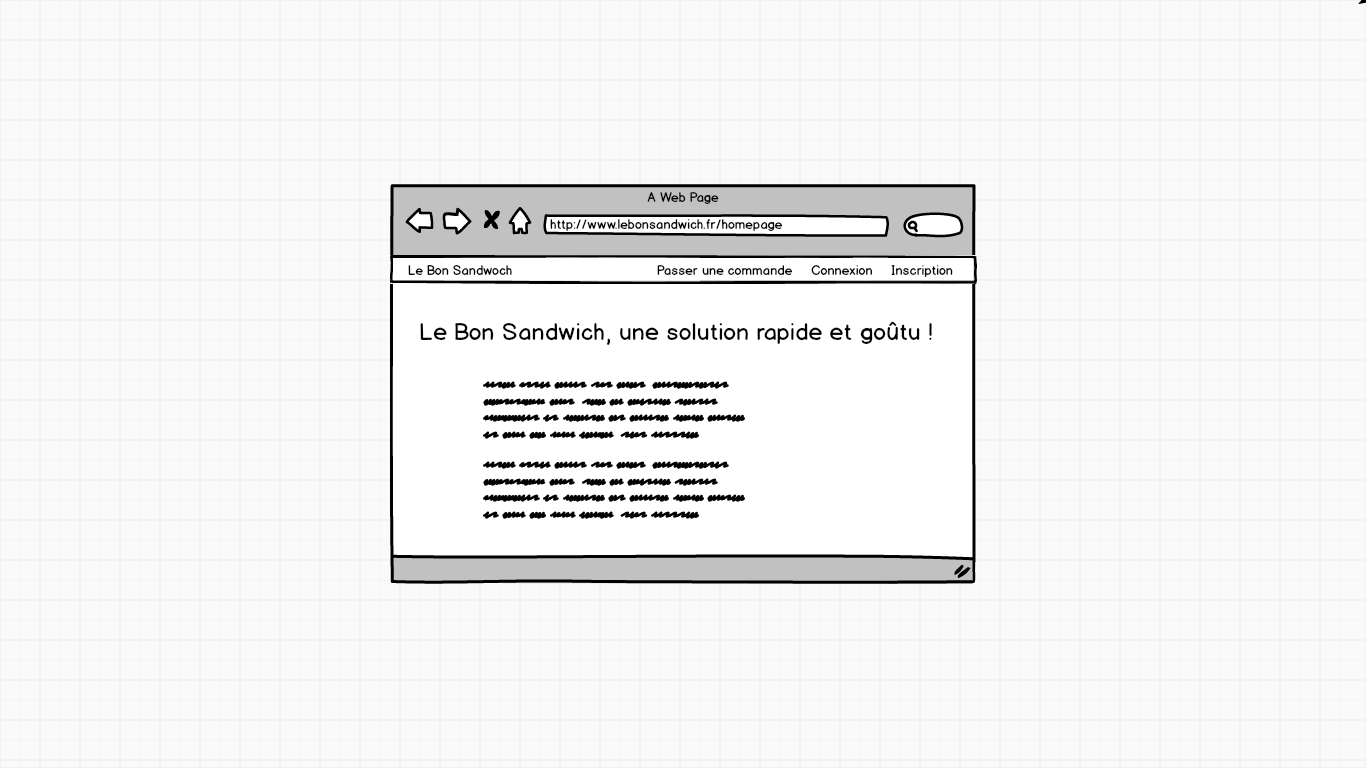 A Web Page
http://www.lebonsandwich.fr/homepage
Le Bon Sandwoch Passer une commande Connexion Inscription
Le Bon Sandwich, une solution rapide et goûtu !